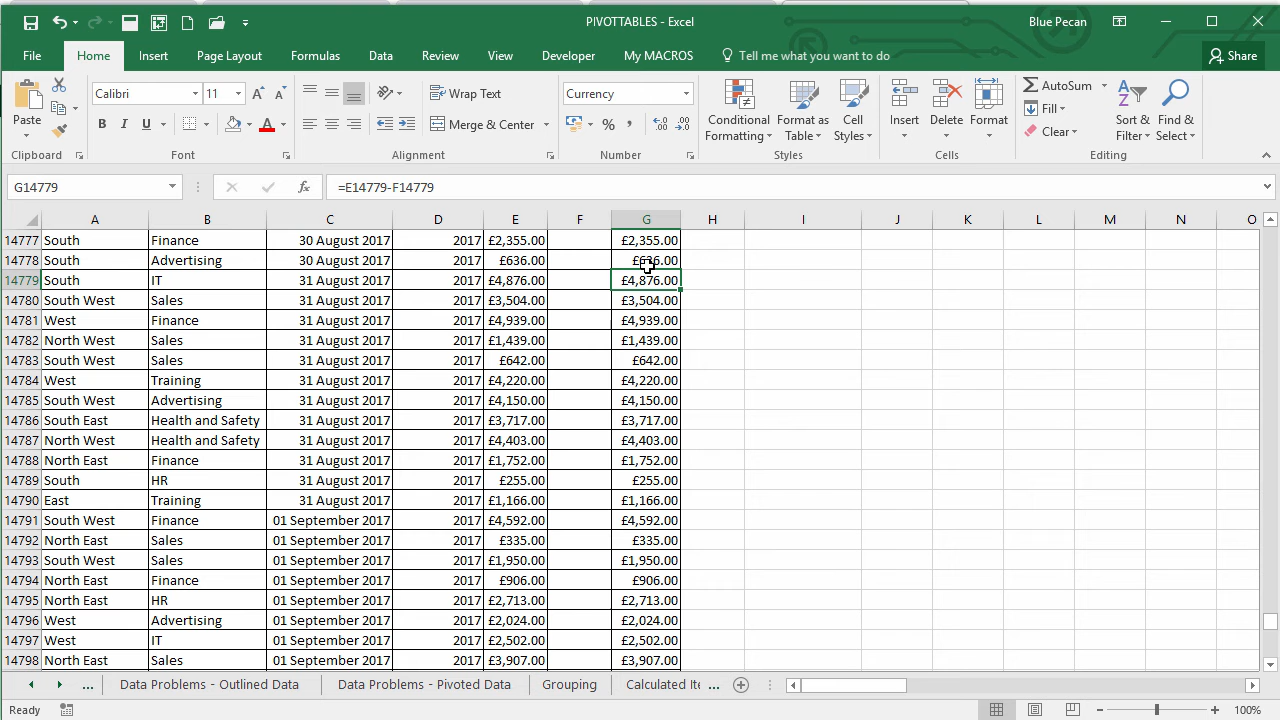 PIVOTTABLES - Excel
Blue Pecan
File Home Insert Page Layout Formulas Data Review View Developer My MACROS Tell me what you want to do Share
Paste
Clipboard
Calibri 11
B I U A
Font
Wrap Text
Merge & Center
Alignment
Currency
%
Number
Conditional Formatting
Format as Table
Cell Styles
Styles
Insert Delete Format
Cells
AutoSum
Fill
Clear
Sort & Filter
Find & Select
Editing
G14779 fx =E14779-F14779
A B C D E F G H I J K L M N O
14777 South Finance 30 August 2017 2017 £2,355.00 £2,355.00
14778 South Advertising 30 August 2017 2017 £636.00 £636.00
14779 South IT 31 August 2017 2017 £4,876.00 £4,876.00
14780 South West Sales 31 August 2017 2017 £3,504.00 £3,504.00
14781 West Finance 31 August 2017 2017 £4,939.00 £4,939.00
14782 North West Sales 31 August 2017 2017 £1,439.00 £1,439.00
14783 South West Sales 31 August 2017 2017 £642.00 £642.00
14784 West Training 31 August 2017 2017 £4,220.00 £4,220.00
14785 South West Advertising 31 August 2017 2017 £4,150.00 £4,150.00
14786 South East Health and Safety 31 August 2017 2017 £3,717.00 £3,717.00
14787 North West Health and Safety 31 August 2017 2017 £4,403.00 £4,403.00
14788 North East Finance 31 August 2017 2017 £1,752.00 £1,752.00
14789 South HR 31 August 2017 2017 £255.00 £255.00
14790 East Training 31 August 2017 2017 £1,166.00 £1,166.00
14791 South West Finance 01 September 2017 2017 £4,592.00 £4,592.00
14792 North East Sales 01 September 2017 2017 £335.00 £335.00
14793 South West Sales 01 September 2017 2017 £1,950.00 £1,950.00
14794 North East Finance 01 September 2017 2017 £906.00 £906.00
14795 North East HR 01 September 2017 2017 £2,713.00 £2,713.00
14796 West Advertising 01 September 2017 2017 £2,024.00 £2,024.00
14797 West IT 01 September 2017 2017 £2,502.00 £2,502.00
14798 North East Sales 01 September 2017 2017 £3,907.00 £3,907.00
... Data Problems - Outlined Data Data Problems - Pivoted Data Grouping Calculated Ite ...
Ready 100%